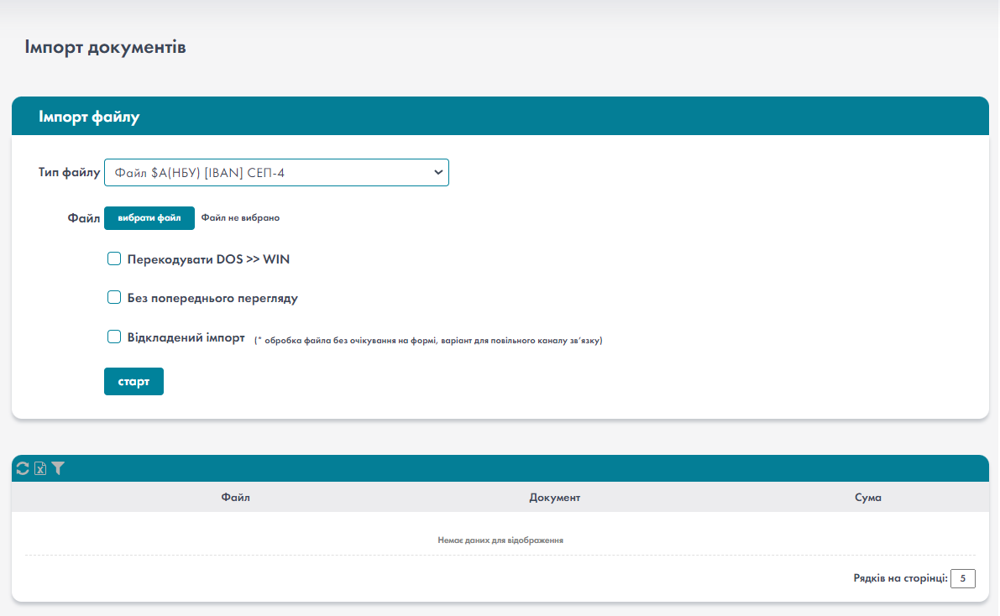 Імпорт документів
Імпорт файлу
Тип файлу Файл $A(НБУ) [IBAN] СЕП-4
Файл вибрати файл Файл не вибрано
Перекодувати DOS >> WIN
Без попереднього перегляду
Відкладений імпорт (* обробка файла без очікування на формі, варіант для повільного каналу зв'язку)
старт
Файл Документ Сума
Немає даних для відображення
Рядків на сторінці: 5